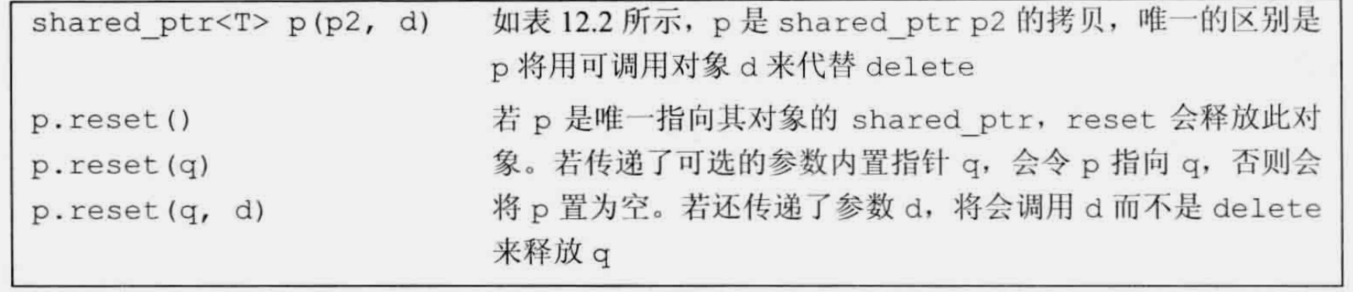 shared_ptr<T> p(p2, d) 如表 12.2 所示，p 是 shared_ptr p2 的拷贝，唯一的区别是
p 将用可调用对象 d 来代替 delete
p.reset() 若 p 是唯一指向其对象的 shared_ptr，reset 会释放此对
p.reset(q) 象。若传递了可选的参数内置指针 q，会令 p 指向 q，否则会
p.reset(q, d) 将 p 置为空。若还传递了参数 d，将会调用 d 而不是 delete
来释放 q